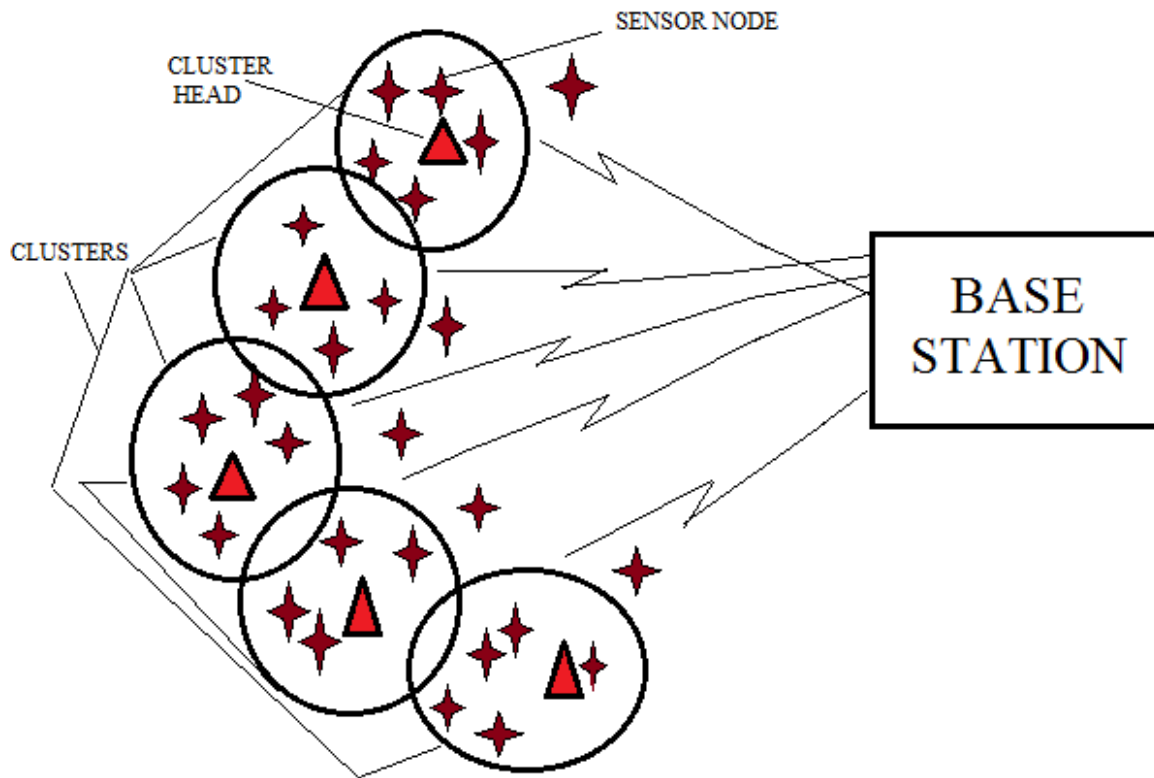 SENSOR NODE
CLUSTER
HEAD
CLUSTERS
BASE
STATION